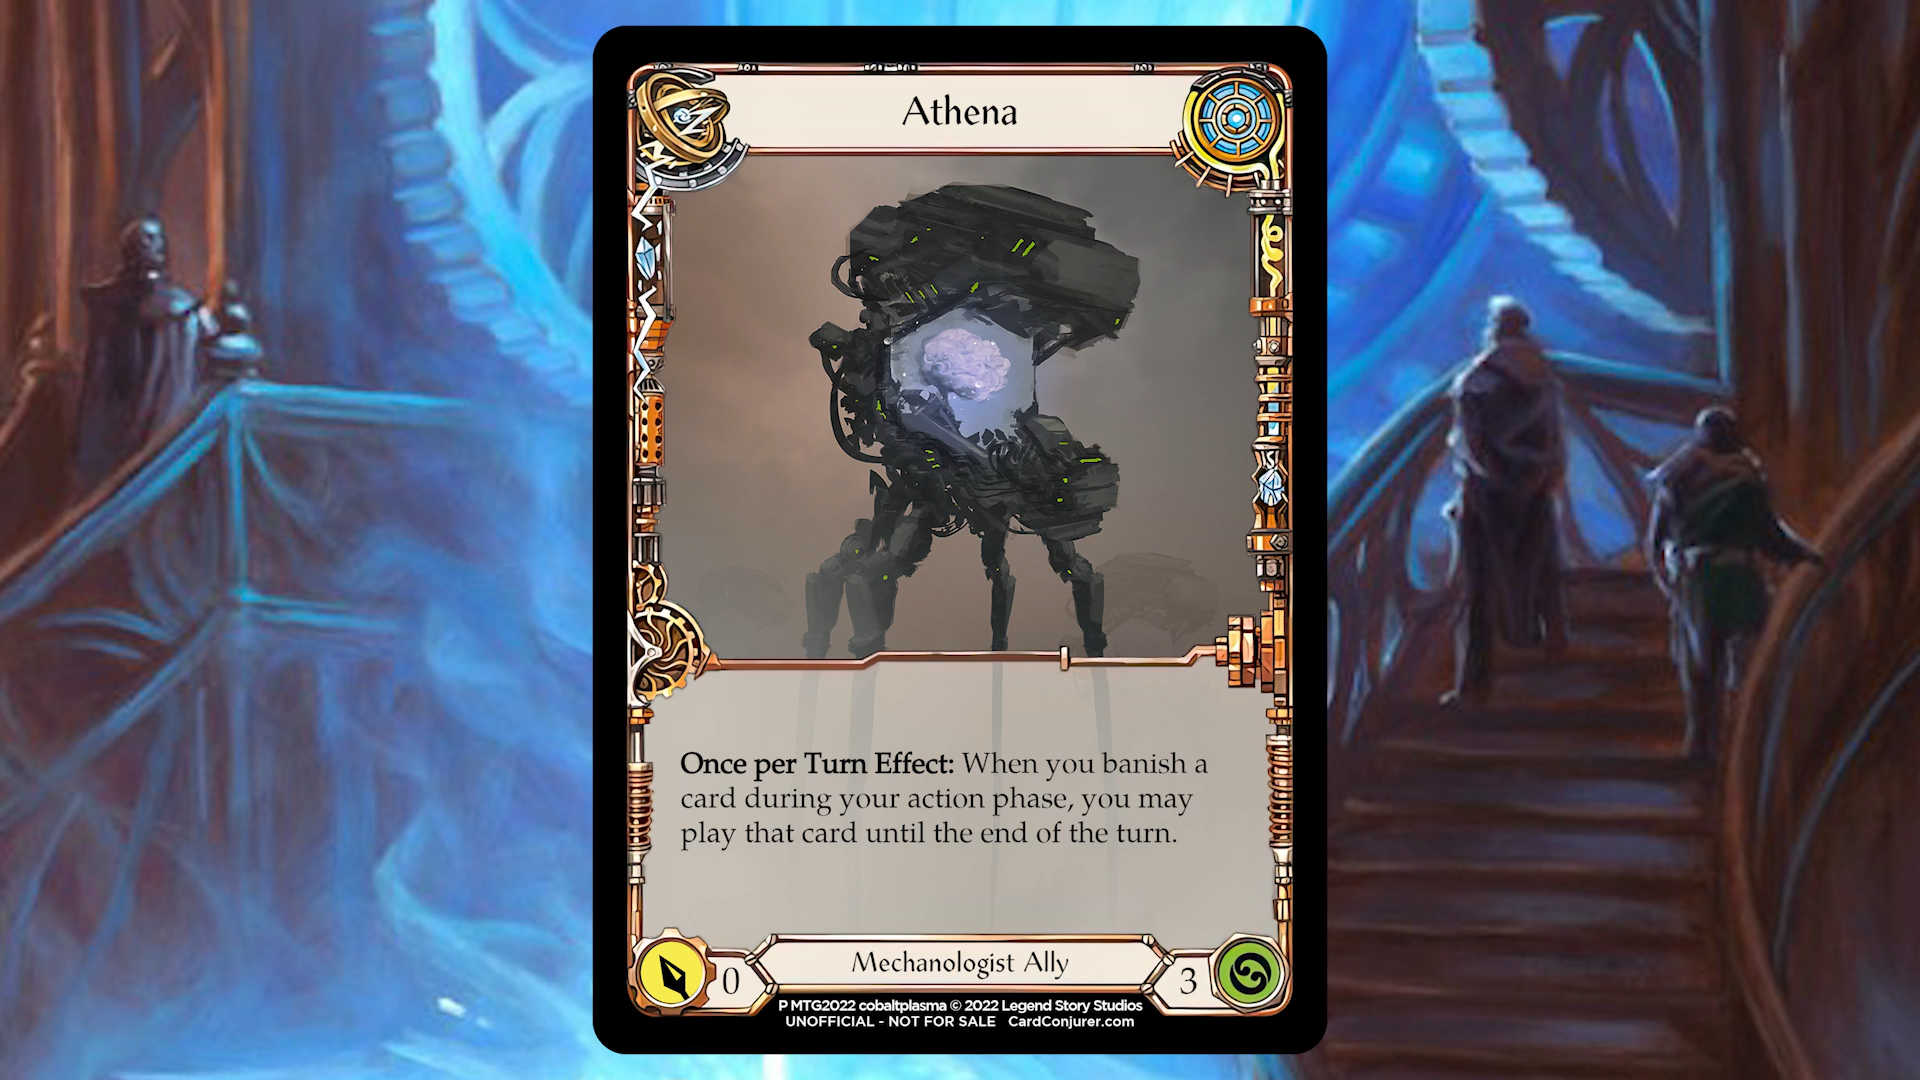 Athena
Once per Turn Effect: When you banish a
card during your action phase, you may
play that card until the end of the turn.
0
Mechanologist Ally
3
P MTG2022 cobaltplasma © 2022 Legend Story Studios
UNOFFICIAL - NOT FOR SALE CardConjurer.com